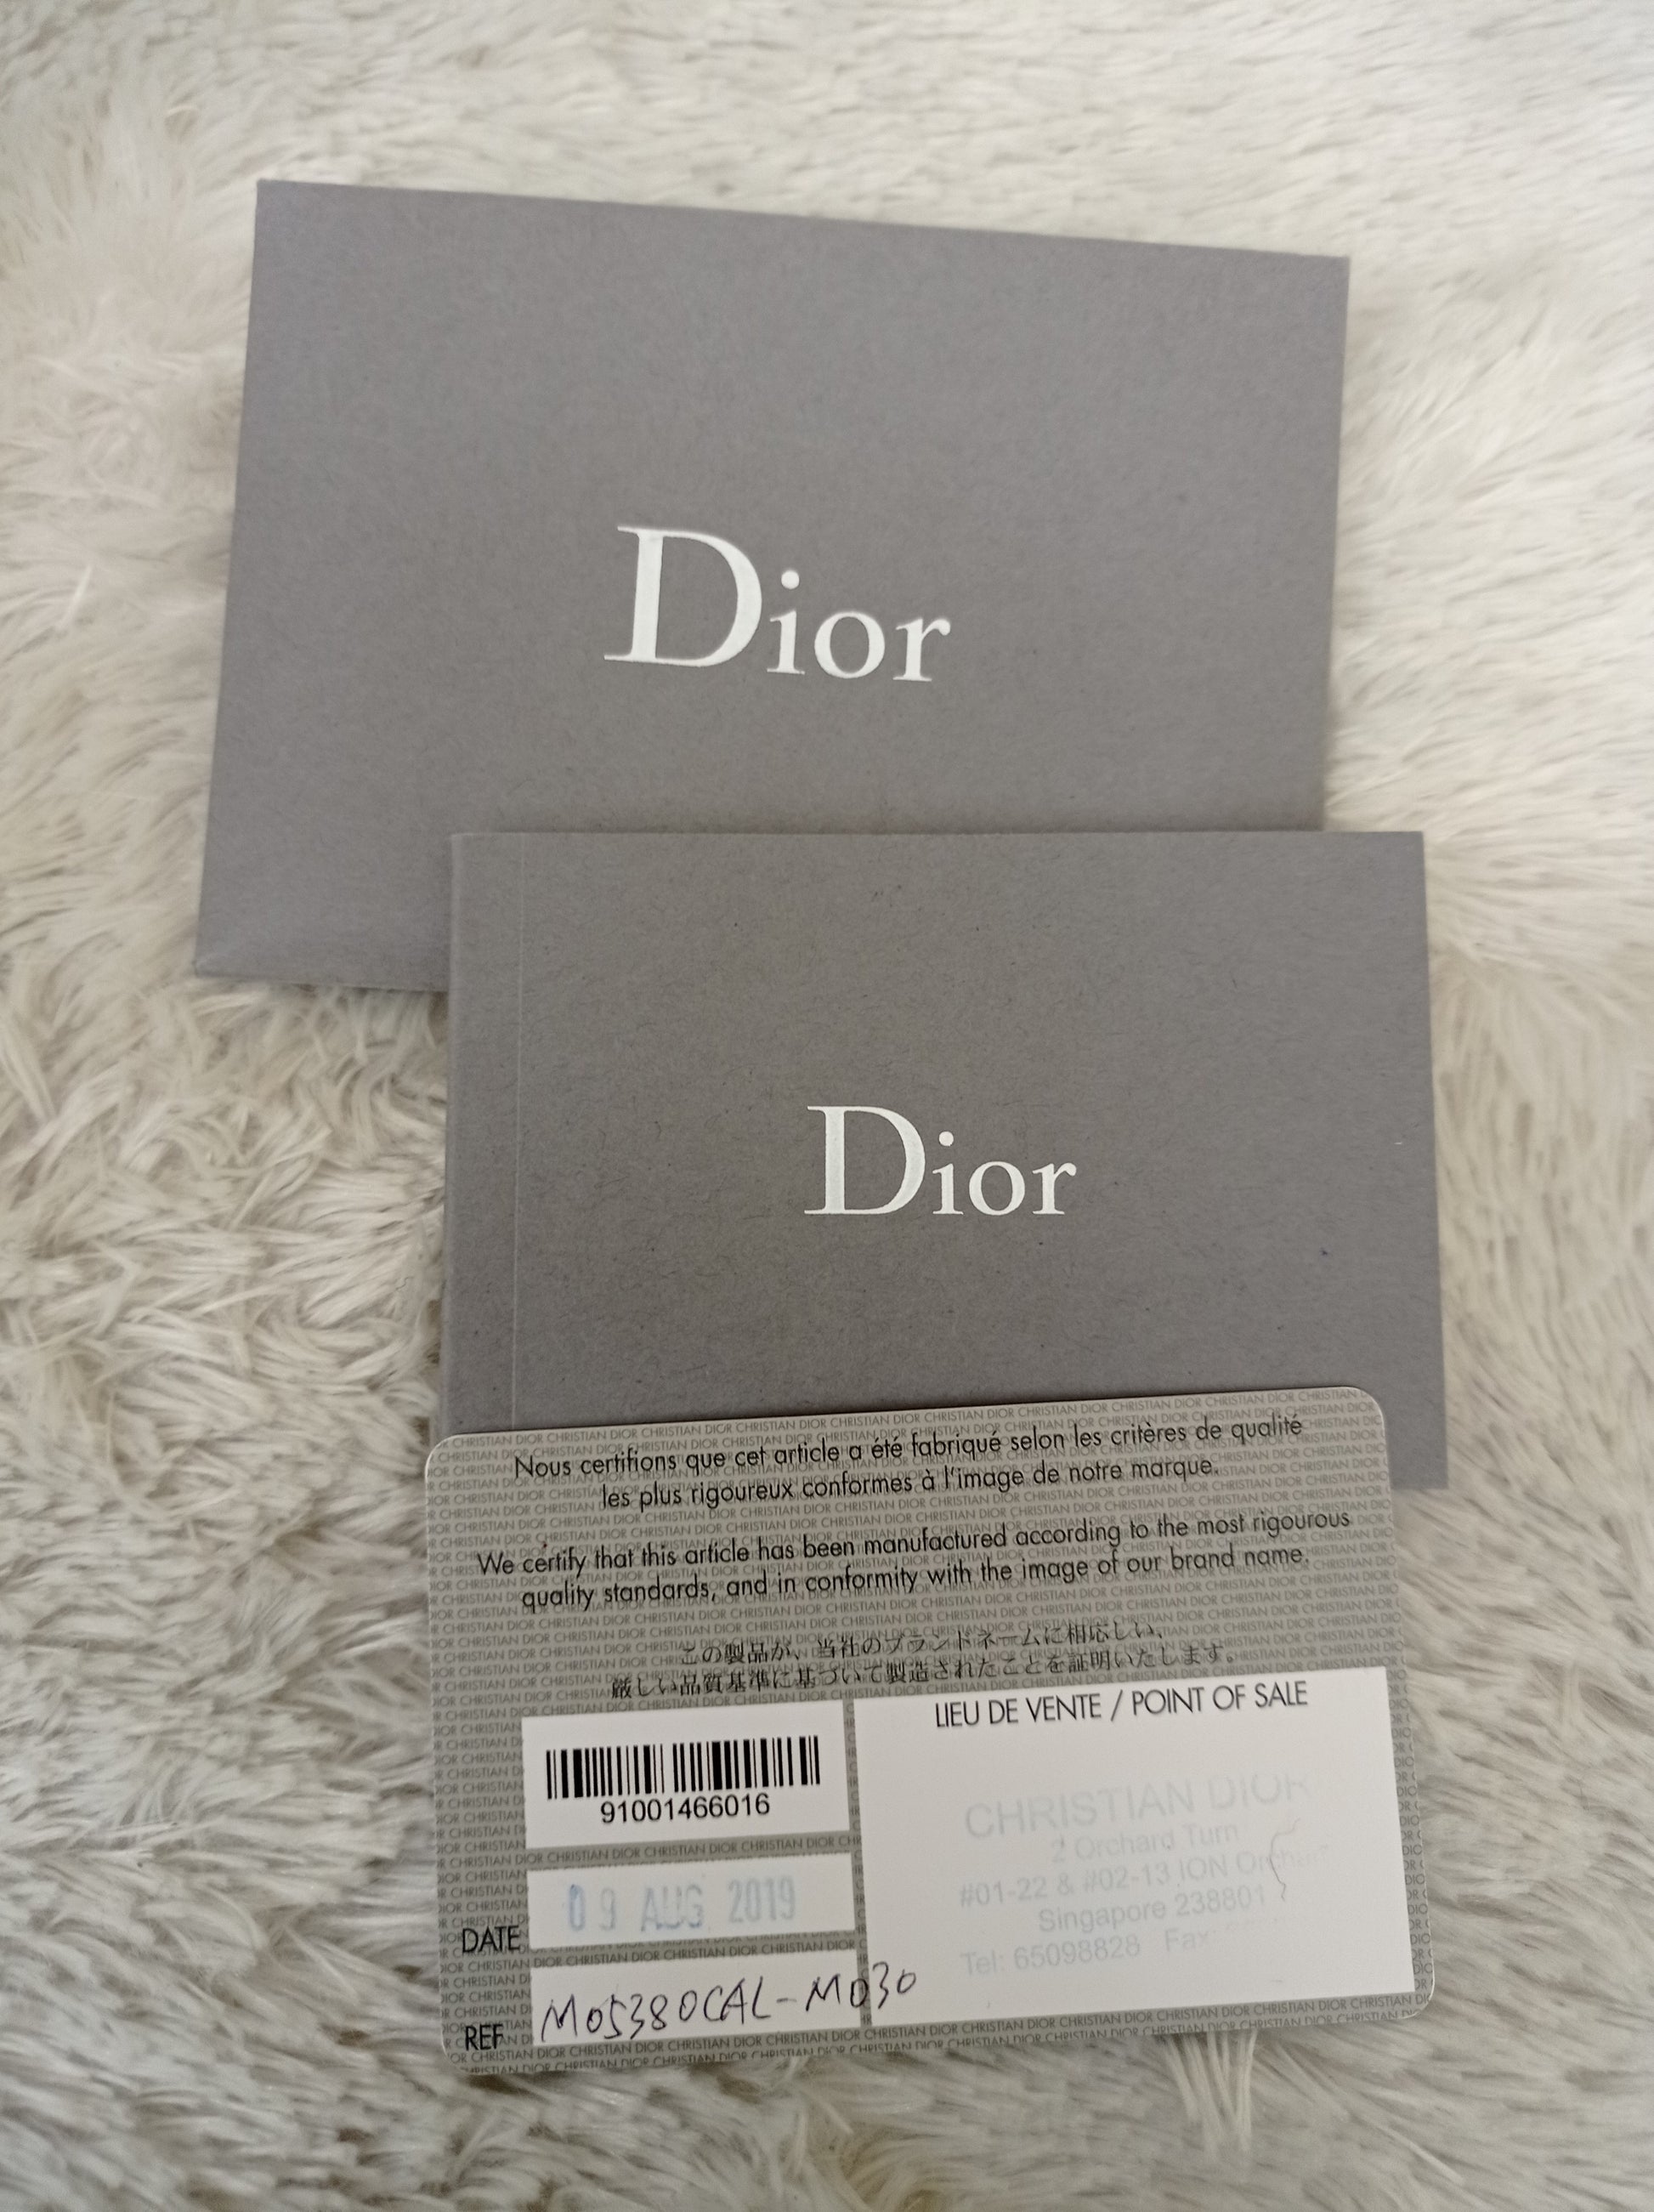 Dior
Dior
Nous certifions que cet article a été fabriqué selon les critères de qualité
les plus rigoureux conformes à l'image de notre marque.
We certify that this article has been manufactured according to the most rigourous
quality standards, and in conformity with the image of our brand name.
この製品が、当社のブランドネームに相応しい、
厳しい品質基準に基づいて製造されたことを証明いたします。
LIEU DE VENTE / POINT OF SALE
91001466016
CHRISTIAN DIOR
2 Orchard Turn
#01-22 & #02-13 ION Orchard
Singapore 238801
Tel: 65098828 Fax:
DATE 09 AUG 2019
REF M05380CAL-M030